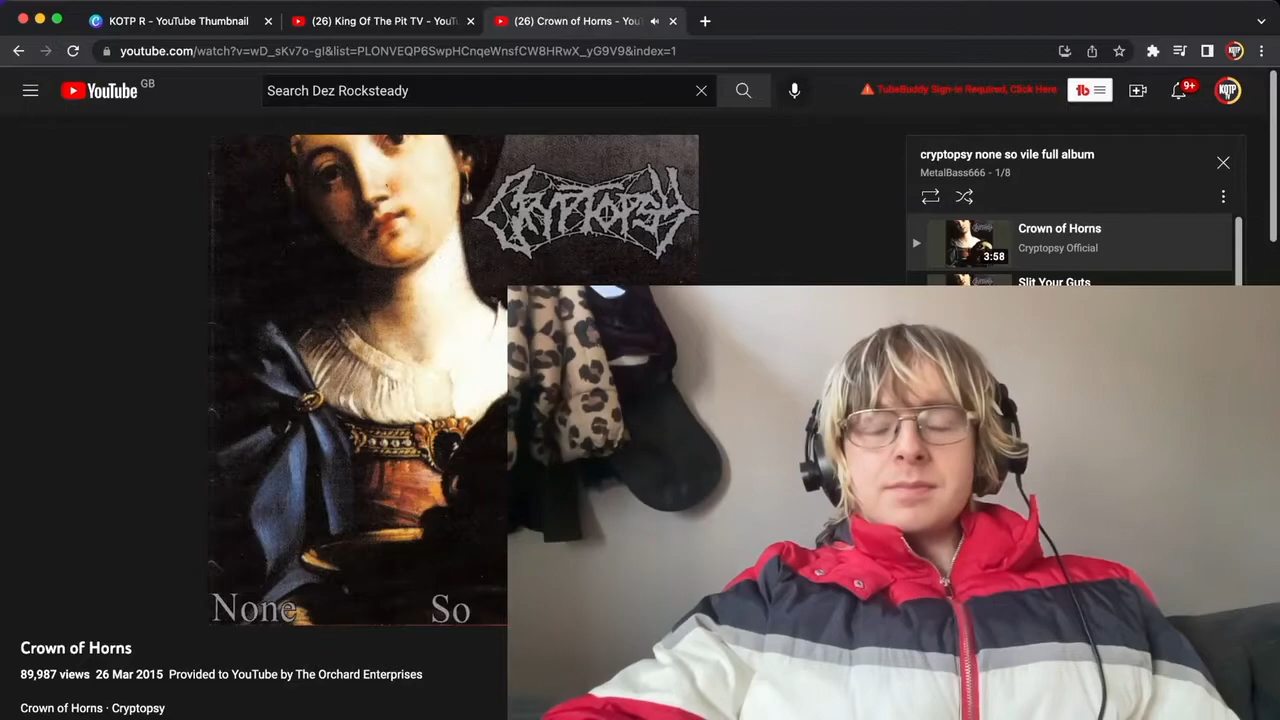 KOTP R - YouTube Thumbnail
(26) King Of The Pit TV - YouT
(26) Crown of Horns - You
youtube.com/watch?v=wD_sKv7o-gI&list=PLONVEQP6SwpHCnqeWnsfCW8HRwX_yG9V9&index=1
YouTube GB
Search Dez Rocksteady
TubeBuddy Sign-in Required, Click Here
tb
9+
KOTP
TV
CRYPTOPSY
cryptopsy none so vile full album
MetalBass666 - 1/8
Crown of Horns
Cryptopsy Official
3:58
Slit Your Guts
None So
Crown of Horns
89,987 views 26 Mar 2015 Provided to YouTube by The Orchard Enterprises
Crown of Horns · Cryptopsy